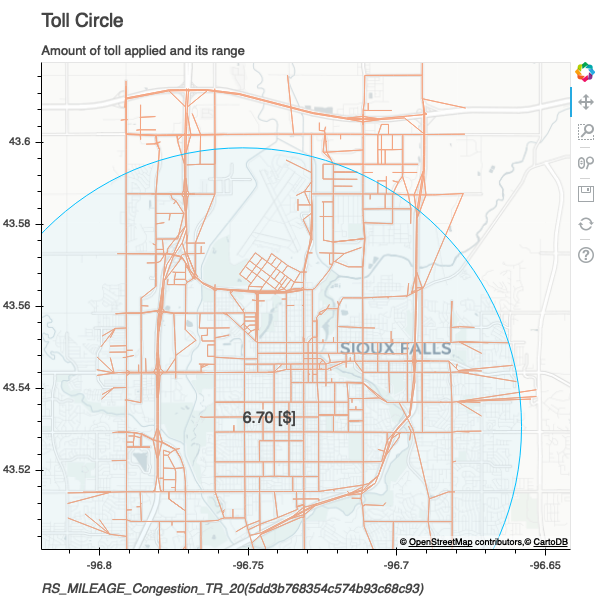 Toll Circle
Amount of toll applied and its range
43.6
43.58
43.56
SIOUX FALLS
43.54
6.70 [$]
43.52
© OpenStreetMap contributors,© CartoDB
-96.8
-96.75
-96.7
-96.65
RS_MILEAGE_Congestion_TR_20(5dd3b768354c574b93c68c93)